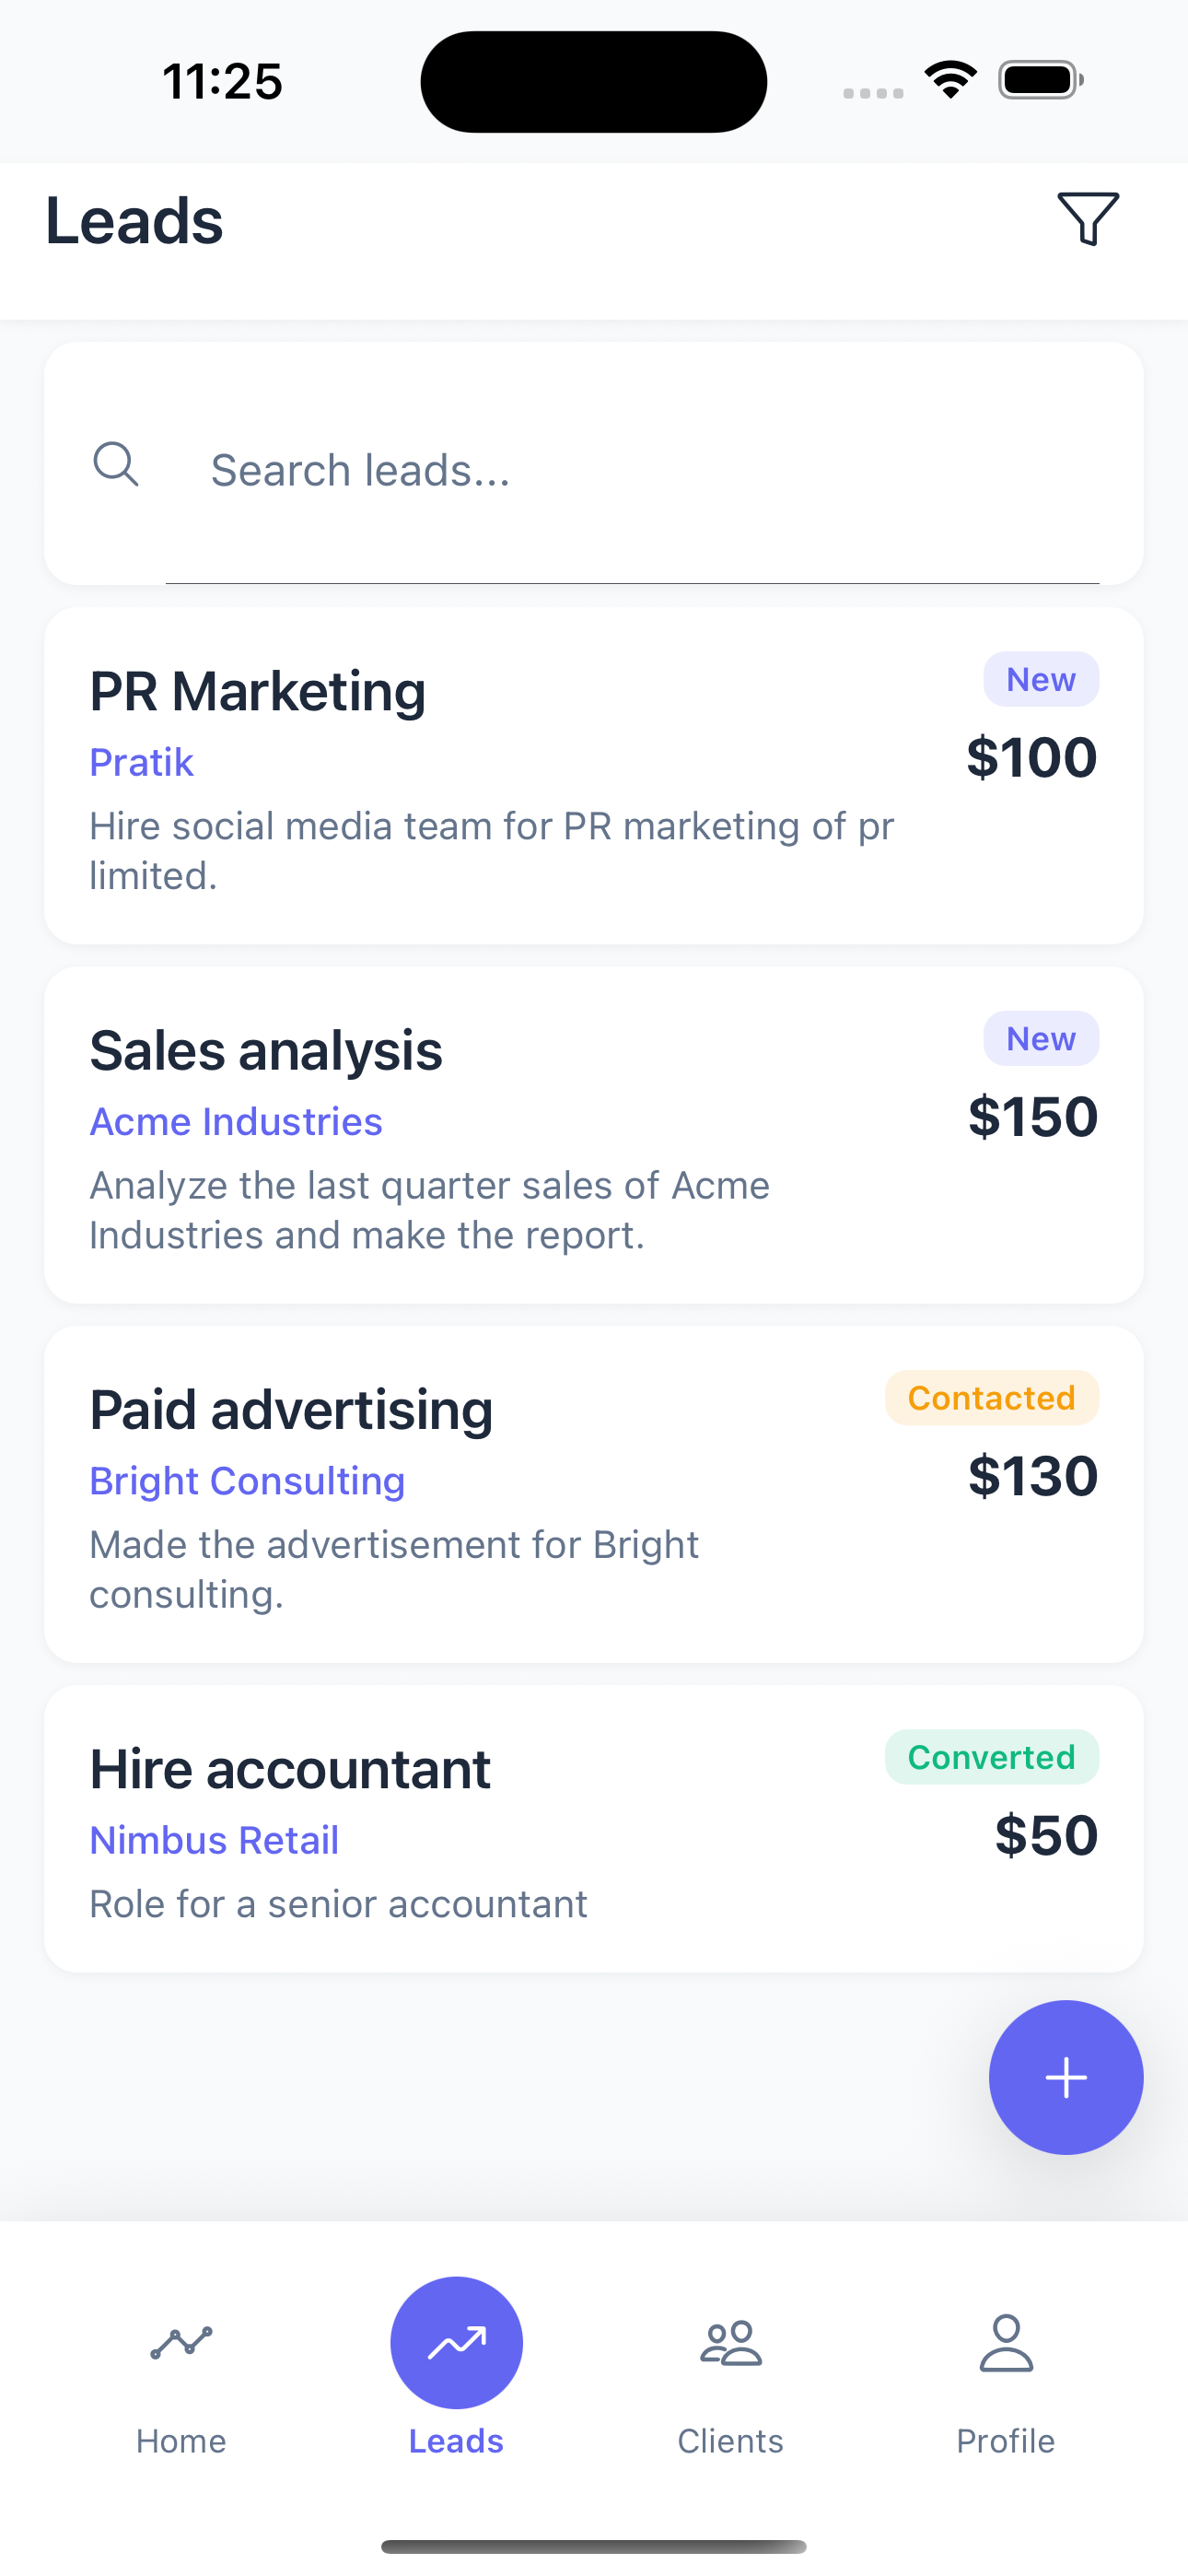 11:25
Leads
Search leads...
PR Marketing
New
Pratik
$100
Hire social media team for PR marketing of pr
limited.
Sales analysis
New
Acme Industries
$150
Analyze the last quarter sales of Acme
Industries and make the report.
Paid advertising
Contacted
Bright Consulting
$130
Made the advertisement for Bright
consulting.
Hire accountant
Converted
Nimbus Retail
$50
Role for a senior accountant
Home
Leads
Clients
Profile